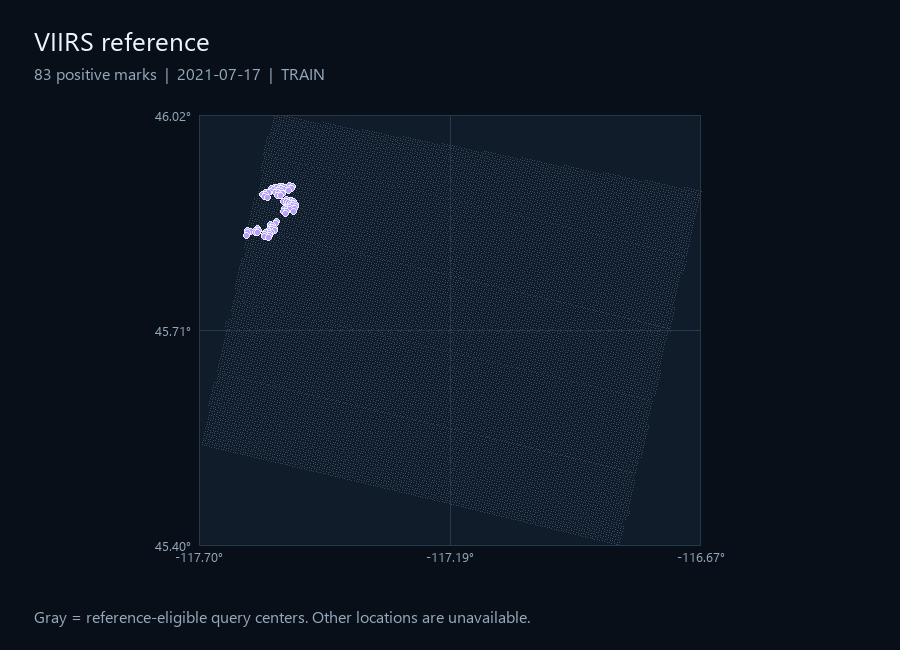 VIIRS reference
83 positive marks | 2021-07-17 | TRAIN
46.02°
45.71°
45.40°
-117.70° -117.19° -116.67°
Gray = reference-eligible query centers. Other locations are unavailable.